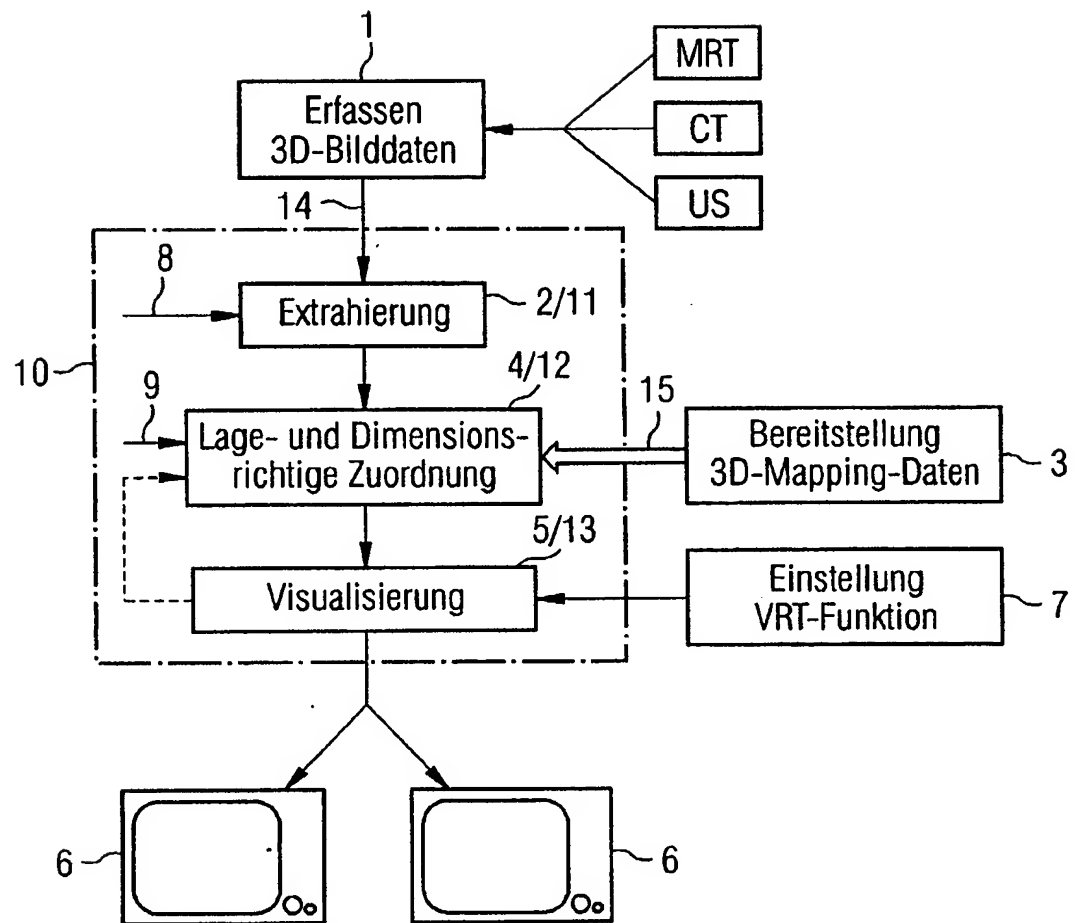 1
MRT
Erfassen
3D-Bilddaten
CT
US
14
8
Extrahierung
2/11
10
4/12
9
15
Lage- und Dimensions-
richtige Zuordnung
Bereitstellung
3D-Mapping-Daten
3
5/13
Visualisierung
Einstellung
VRT-Funktion
7
6
6